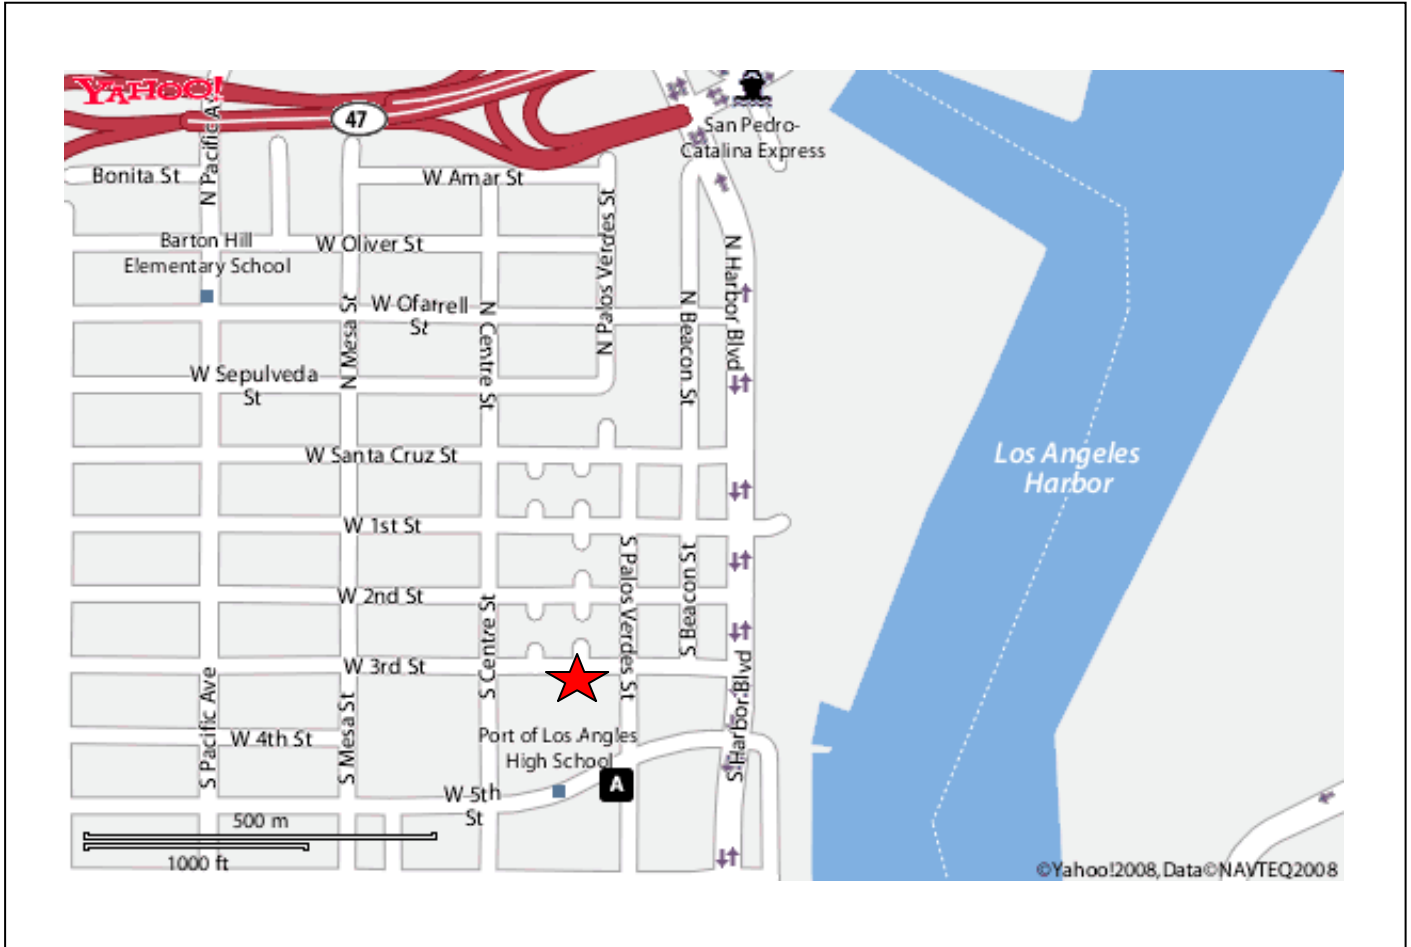 YAHOO!
47
San Pedro-
Catalina Express
Bonita St
N Pacific A
W Amar St
Barton Hill
Elementary School
W Oliver St
N Palos Verdes St
N Harbor Blvd
W Ofarrell
St
N Mesa St
N Centre St
N Beacon St
W Sepulveda
St
W Santa Cruz St
Los Angeles
Harbor
W 1st St
S Palos Verdes St
S Beacon St
W 2nd St
S Centre St
W 3rd St
S Pacific Ave
S Mesa St
S Harbor Blvd
W 4th St
Port of Los Angles
High School
A
W 5th
St
500 m
1000 ft
©Yahoo!2008, Data©NAVTEQ2008